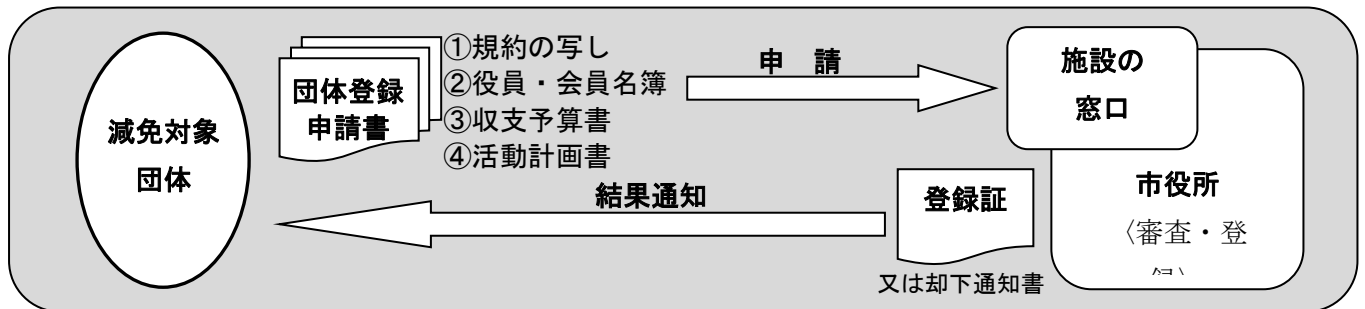 減免対象
団体
団体登録
申請書
①規約の写し
②役員・会員名簿
③収支予算書
④活動計画書
申 請
施設の
窓口
市役所
〈審査・登
結果通知
登録証
又は却下通知書